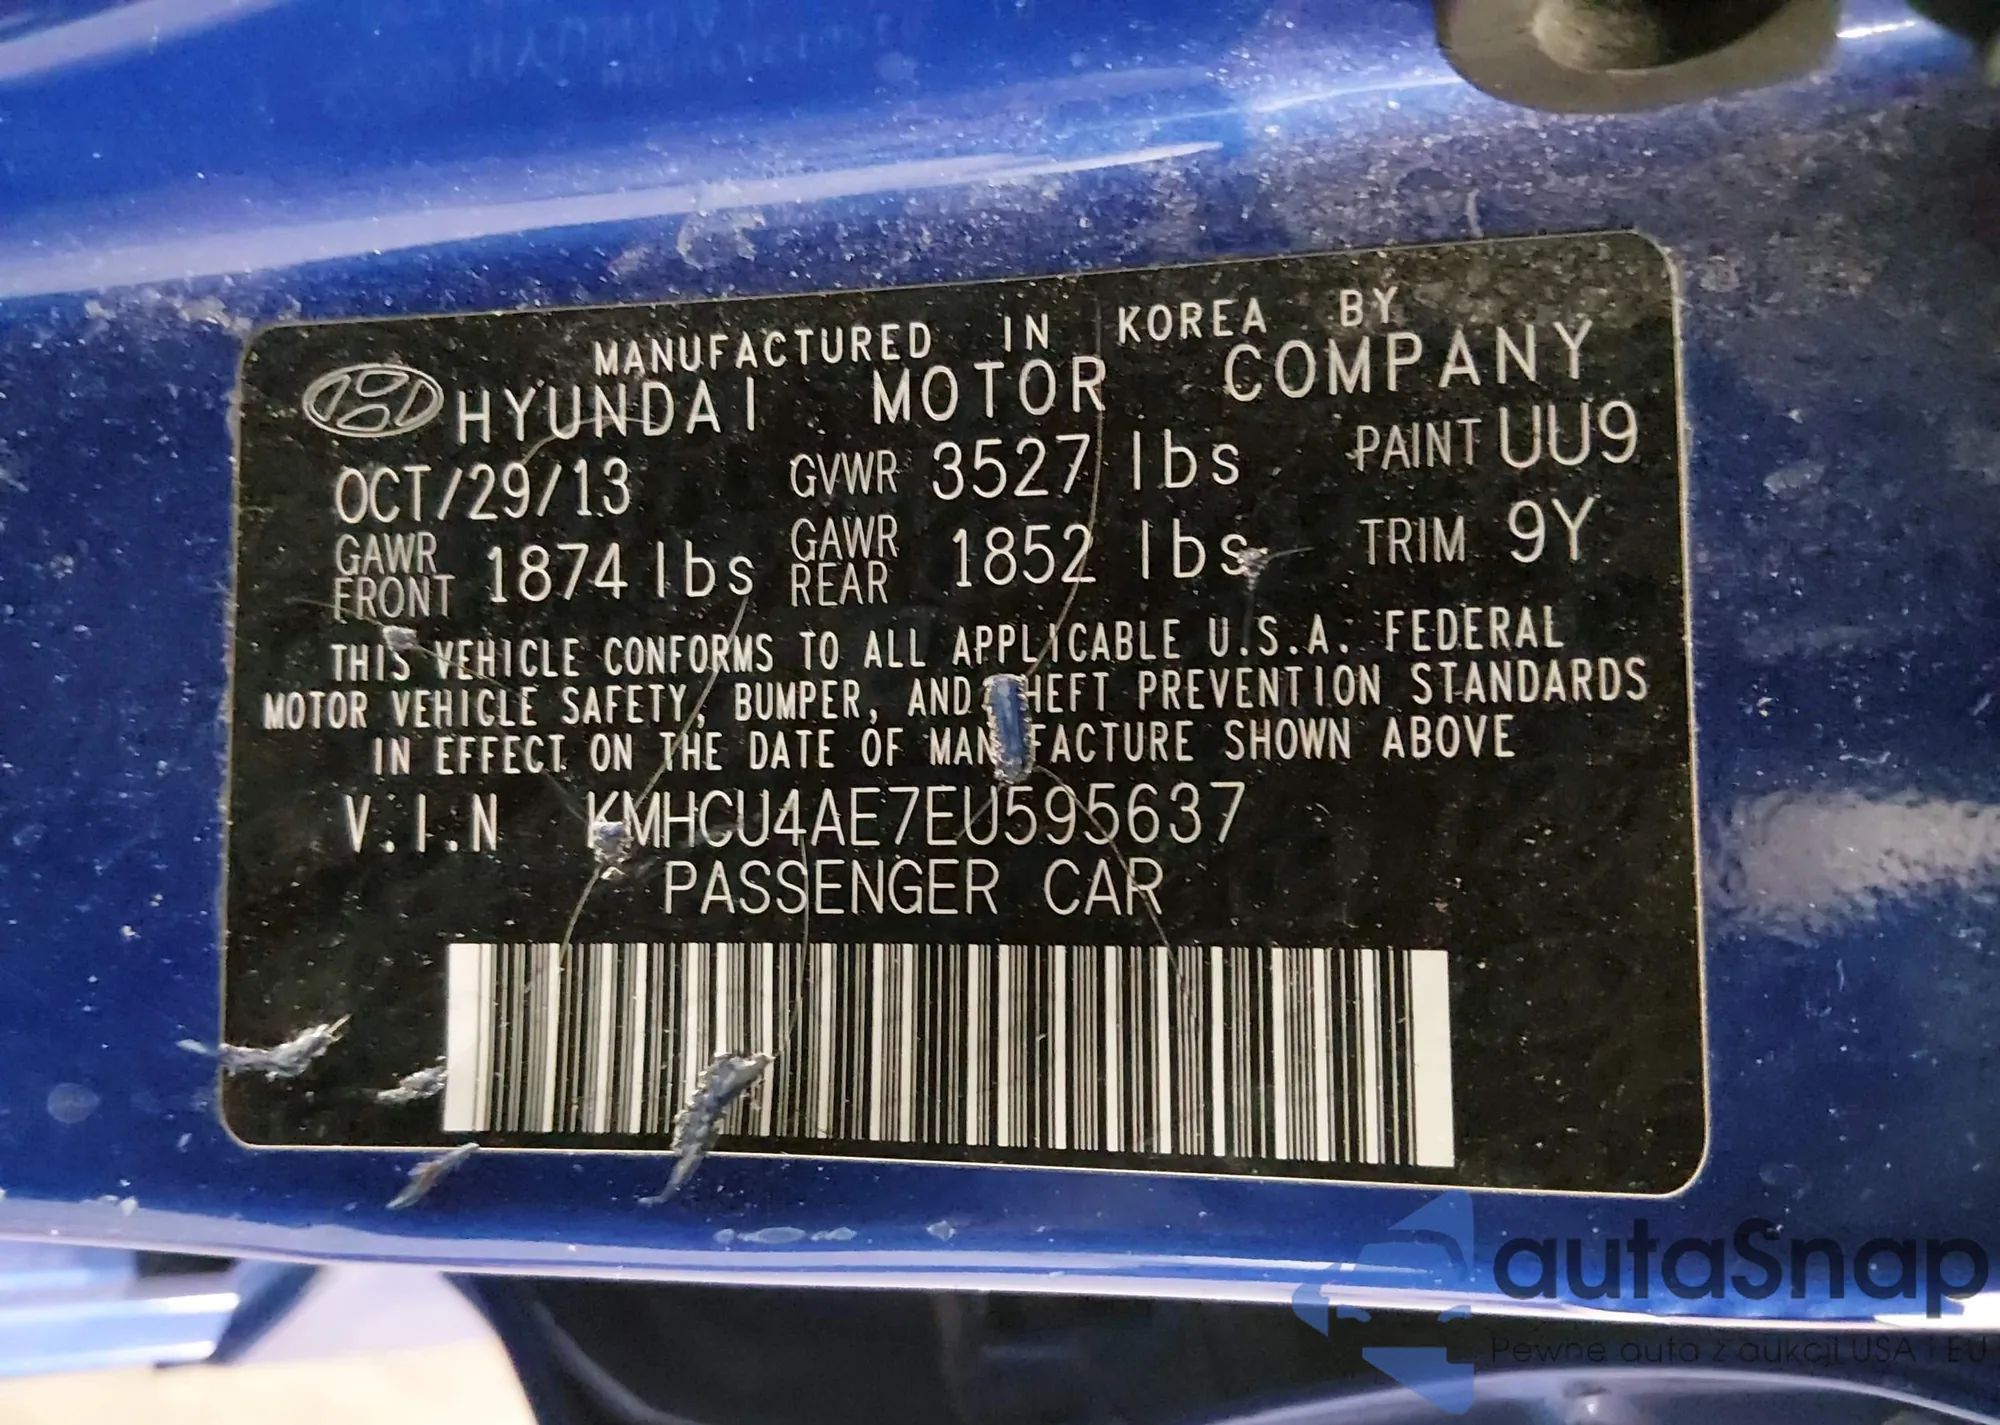 MANUFACTURED IN KOREA BY
HYUNDAI MOTOR COMPANY
OCT/29/13 GVWR 3527 lbs PAINT UU9
GAWR FRONT 1874 lbs GAWR REAR 1852 lbs TRIM 9Y
THIS VEHICLE CONFORMS TO ALL APPLICABLE U.S.A. FEDERAL
MOTOR VEHICLE SAFETY, BUMPER, AND THEFT PREVENTION STANDARDS
IN EFFECT ON THE DATE OF MANUFACTURE SHOWN ABOVE
V.I.N KMHCU4AE7EU595637
PASSENGER CAR
autaSnap
Pewne auta z aukcji USA i EU